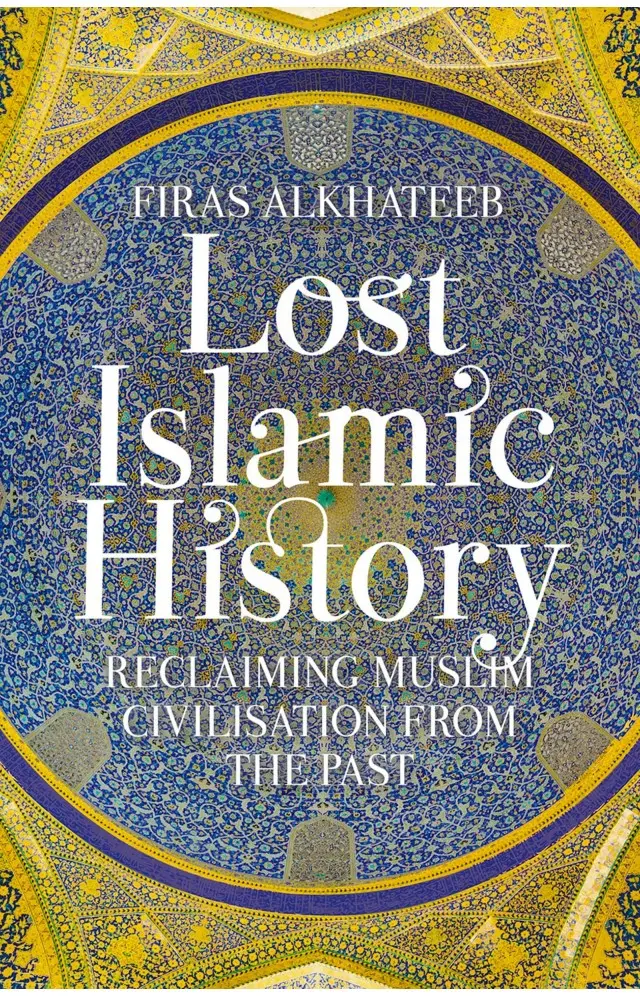 FIRAS ALKHATEEB
Lost
Islamic
History
RECLAIMING MUSLIM
CIVILISATION FROM
THE PAST